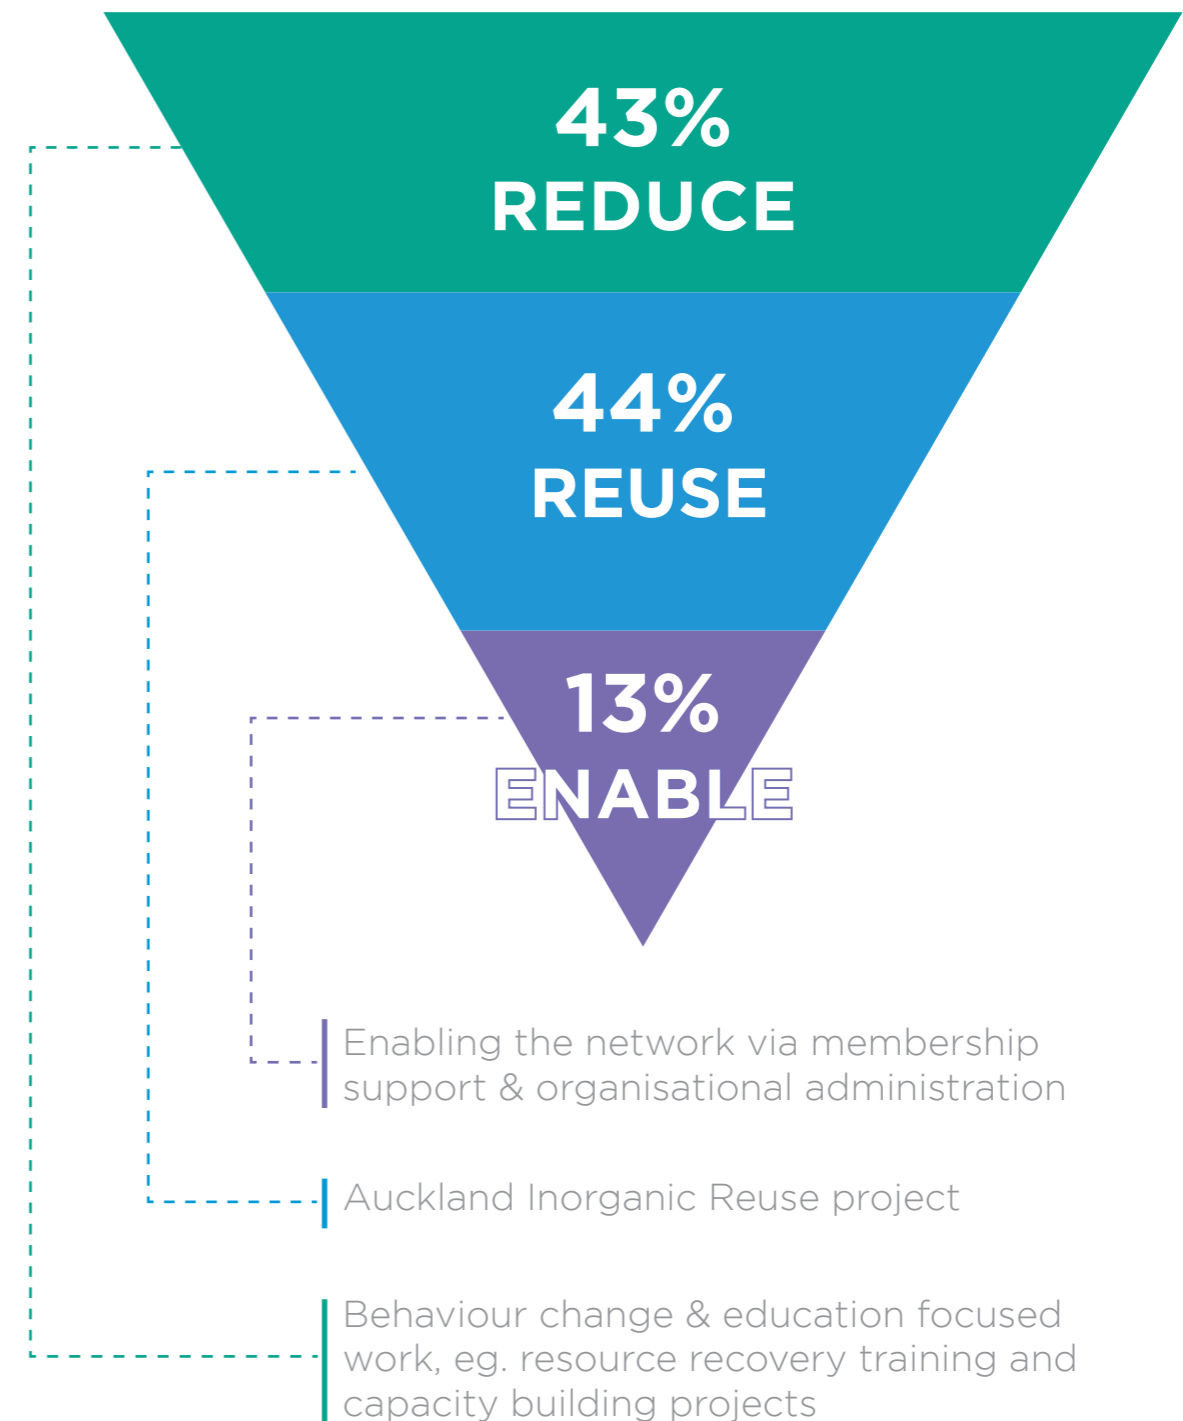 43%
REDUCE
44%
REUSE
13%
ENABLE
Enabling the network via membership
support & organisational administration
Auckland Inorganic Reuse project
Behaviour change & education focused
work, eg. resource recovery training and
capacity building projects